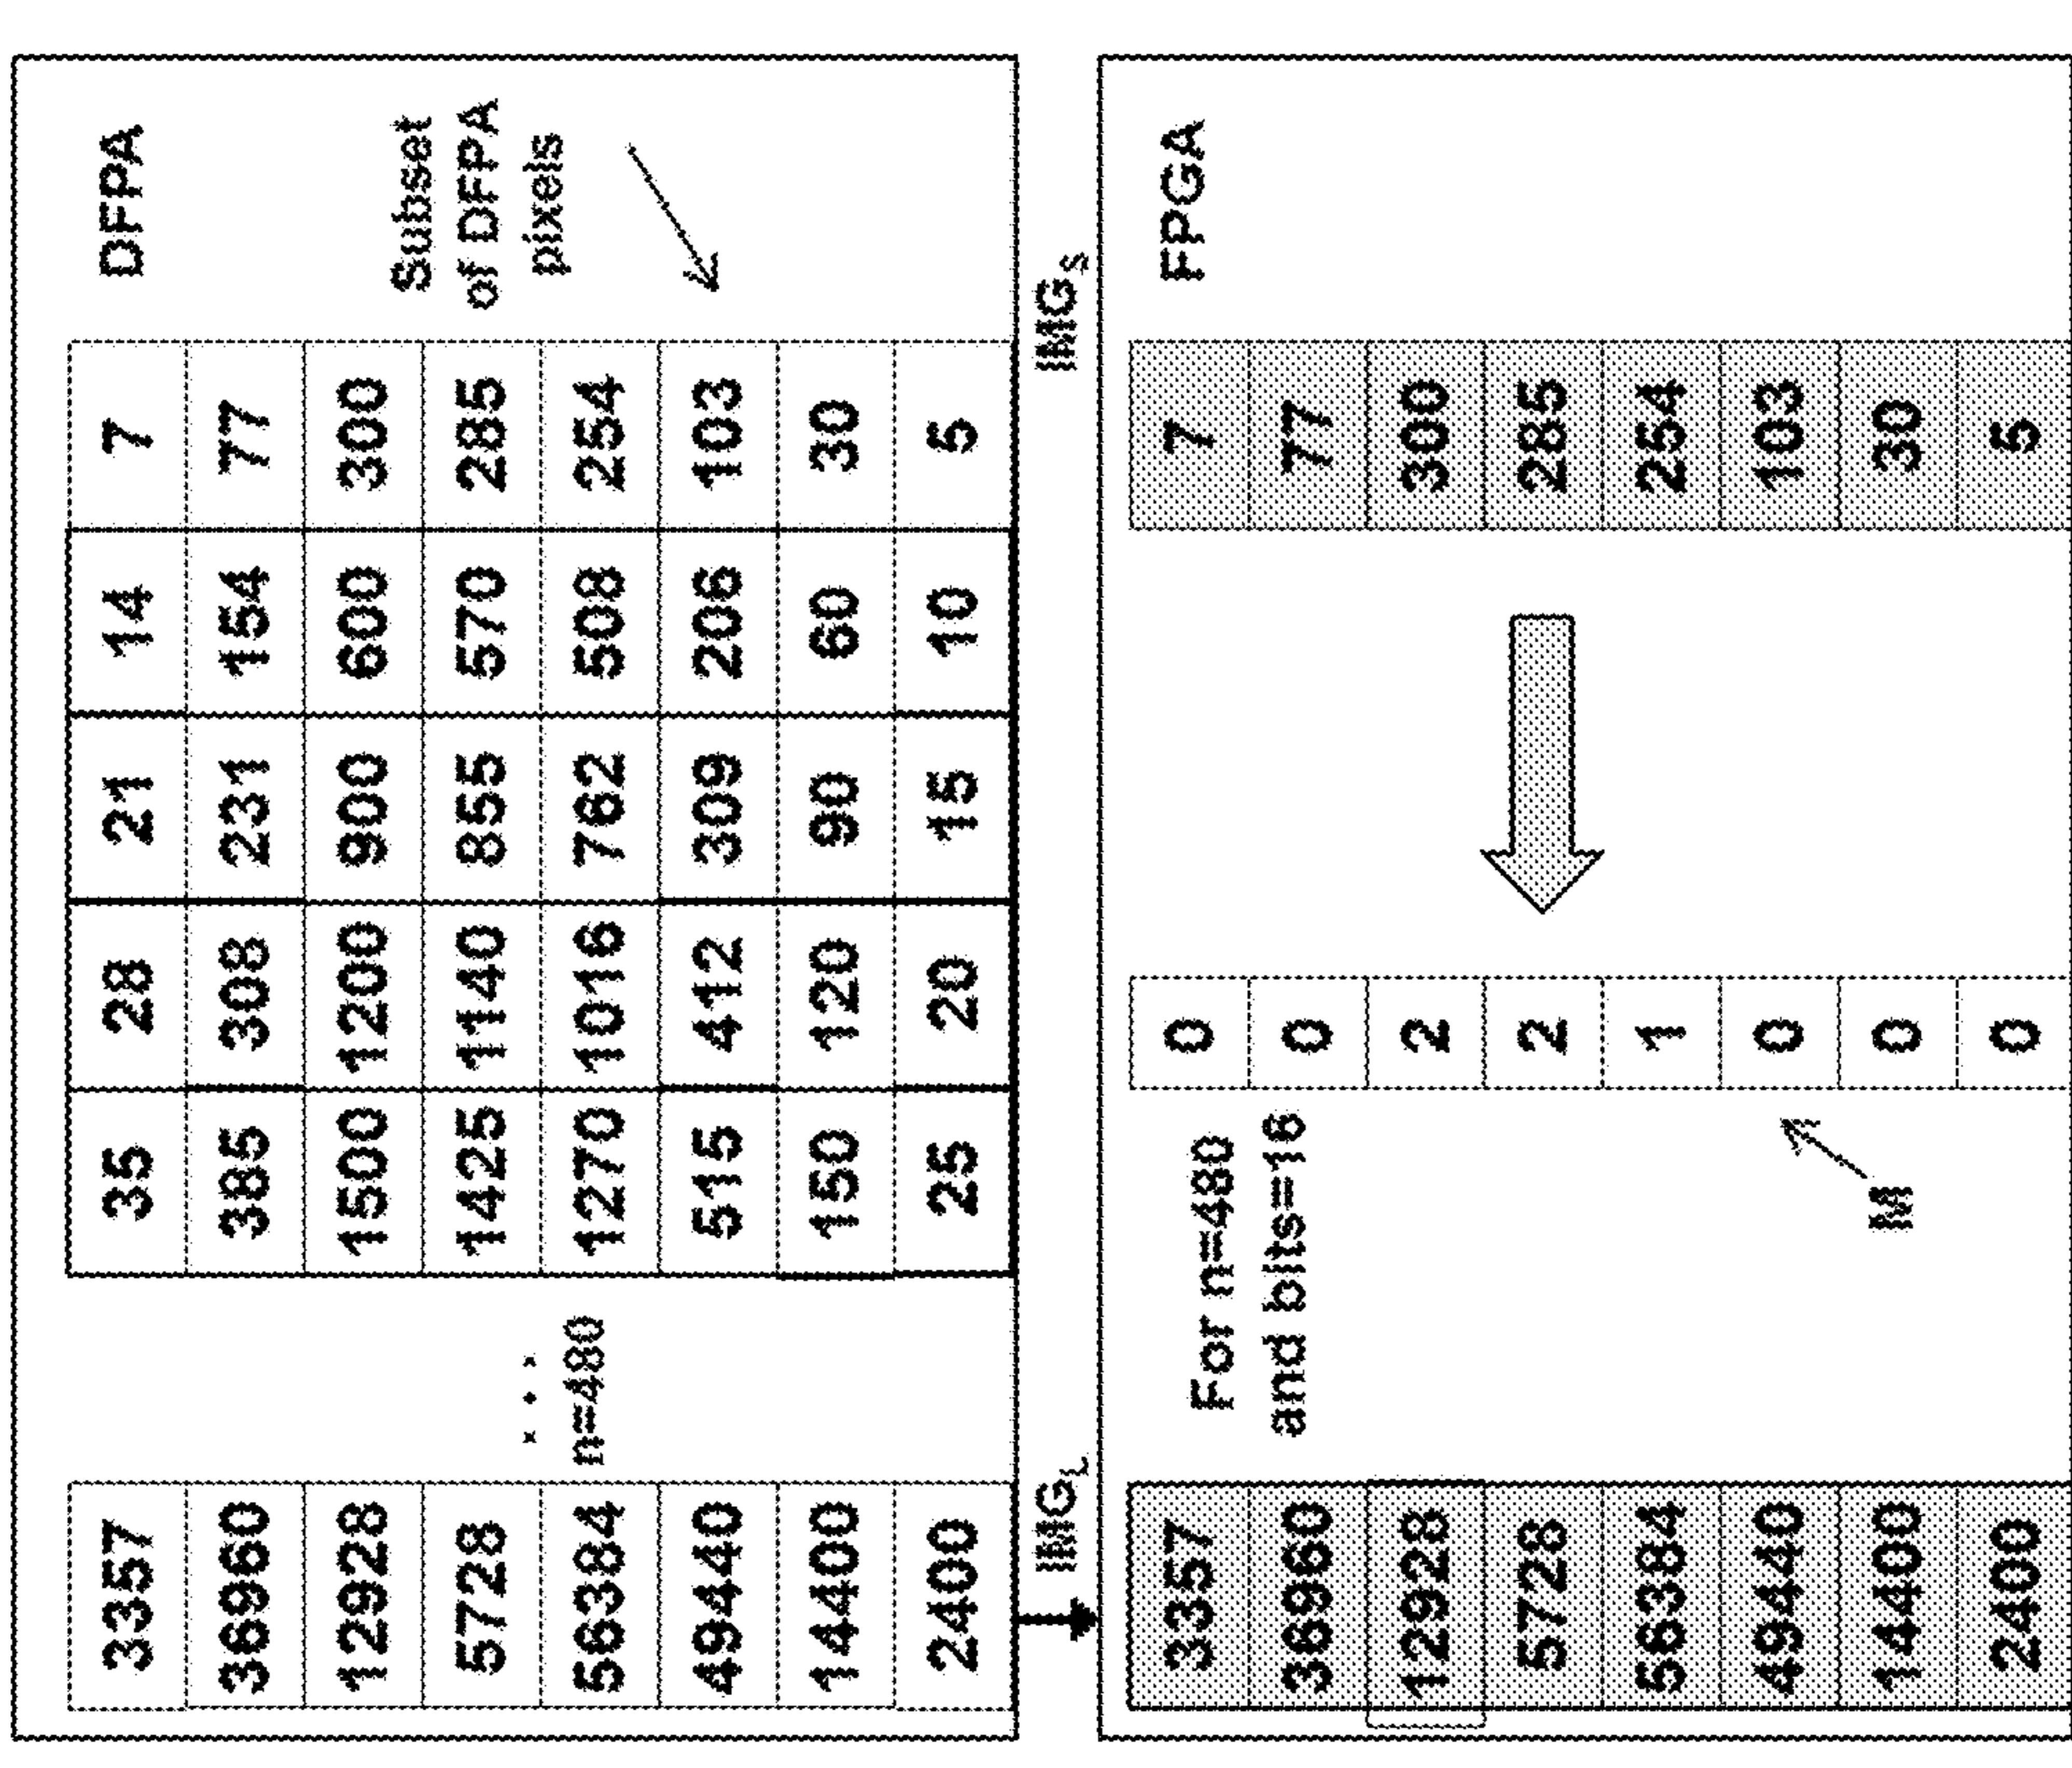 3357 35 28 21 14 7 DFPA
36960 385 308 231 154 77
12928 1500 1200 900 600 300
Subset
of DFPA
pixels
5728 1425 1140 855 570 285
. . .
n=480
56384 1270 1016 762 508 254
49440 515 412 309 206 103
14400 150 120 90 60 30
2400 25 20 15 10 5
IMGL IMGS
3357 0 7 FPGA
For n=480
and bits=16
36960 0 77
12928 2 300
5728 2 285
56384 1 254
49440 0 103
M
14400 0 30
2400 0 5